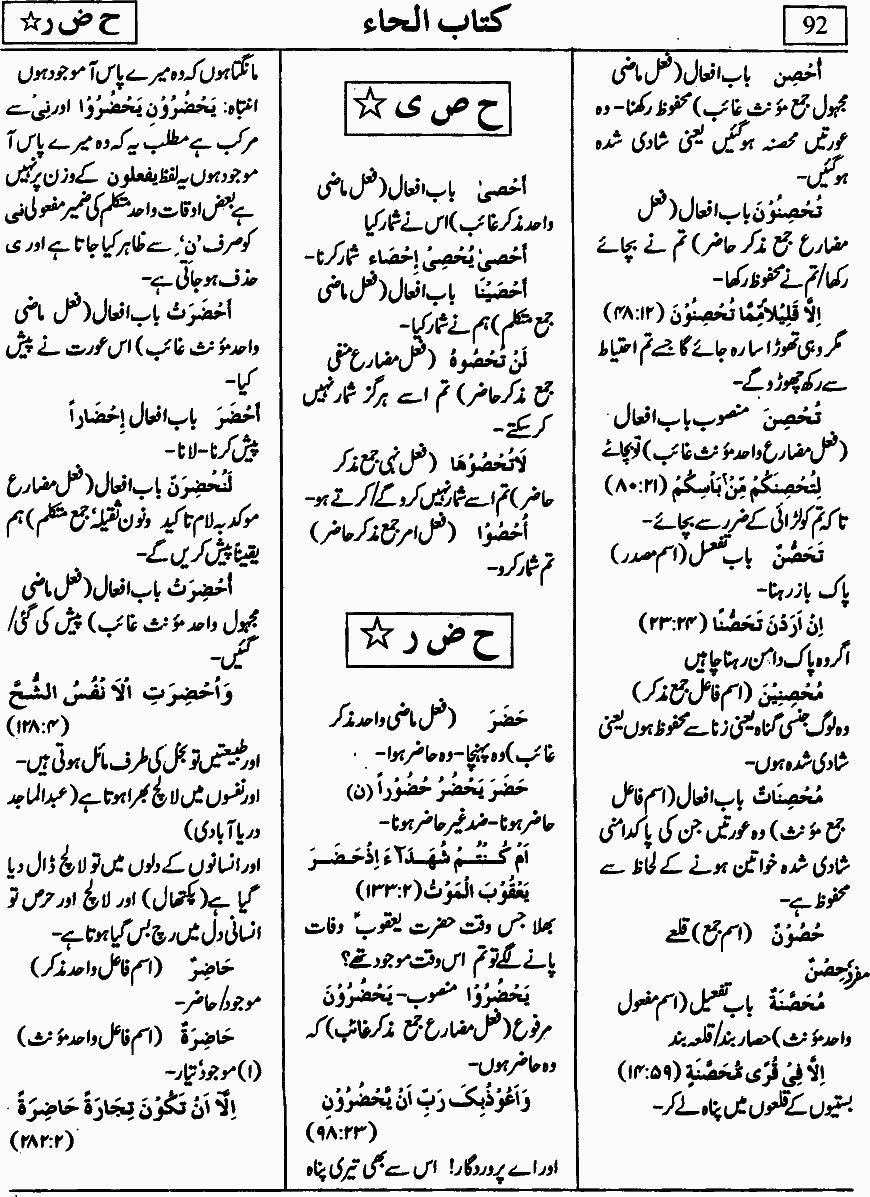 92
کتاب الحاء
ح ض ر☆
أُحْصِن باب افعال (فعل ماضی
مجہول جمع مؤنث غائب) محفوظ رکھنا۔ وہ
عورتیں محصنہ ہوگئیں یعنی شادی شدہ
ہوگئیں۔
تُحْصِنُوْنَ باب افعال (فعل
مضارع جمع مذکر حاضر) تم نے بچائے
رکھا/تم نے محفوظ رکھا۔
اِلَّا قَلِيْلًامِّمَّا تُحْصِنُوْنَ (۴۸:۱۲)
مگر وہی تھوڑا سا رہ جائے گا جسے تم احتیاط
سے رکھ چھوڑو گے۔
تُحْصِنَ منصوب باب افعال
(فعل مضارع واحد مؤنث غائب) تو بچائے
لِتُحْصِنَكُمْ مِّنْ بَاْسِكُمْ (۸۰:۲۱)
تا کہ تم کو لڑائی کے ضرر سے بچائے۔
تَحَصُّنٌ باب تفعل (اسم مصدر)
پاک باز رہنا۔
اِنْ اَرَدْنَ تَحَصُّنًا (۲۳:۲۴)
اگر وہ پاک دامن رہنا چاہیں
مُحْصِنِيْنَ (اسم فاعل جمع مذکر)
وہ لوگ جنسی گناہ یعنی زنا سے محفوظ ہوں یعنی
شادی شدہ ہوں۔
مُحْصِنَاتٌ باب افعال (اسم فاعل
جمع مؤنث) وہ عورتیں جن کی پاکدامنی
شادی شدہ خواتین ہونے کے لحاظ سے
محفوظ ہے۔
حُصُوْنٌ (اسم جمع) قلعے
مفرد حِصْنٌ
مُحَصَّنَةٌ باب تفعیل (اسم مفعول
واحد مؤنث) حصار بند/قلعہ بند
اِلَّا فِيْ قُرًى مُّحَصَّنَةٍ (۱۴:۵۹)
بستیوں کے قلعوں میں پناہ لے کر۔
ح ص ی☆
أَحْصیٰ باب افعال (فعل ماضی
واحد مذکر غائب) اس نے شمار کیا
أَحْصیٰ یُحْصِیْ إِحْصَاء شمار کرنا۔
أَحْصَيْنَا باب افعال (فعل ماضی
جمع متکلم) ہم نے شمار کیا۔
لَنْ تُحْصُوهُ (فعل مضارع منفی
جمع مذکر حاضر) تم اسے ہرگز شمار نہیں
کر سکتے۔
لَاتُحْصُوْهَا (فعل نہی جمع مذکر
حاضر) تم اسے شمار نہیں کرو گے/کرتے ہو۔
أُحْصُوْا (فعل امر جمع مذکر حاضر)
تم شمار کرو۔
ح ض ر☆
حَضَرَ (فعل ماضی واحد مذکر
غائب) وہ پہنچا۔ وہ حاضر ہوا۔
حَضَرَ يَحْضُرُ حُضُوْراً (ن)
حاضر ہونا۔ ضد غیر حاضر ہونا۔
اَمْ كُنْتُمْ شُهَدَآءَ اِذْحَضَرَ
يَعْقُوْبَ الْمَوْتُ (۱۳۳:۲)
بھلا جس وقت حضرت یعقوبؑ وفات
پانے لگے تو تم اس وقت موجود تھے؟
يَحْضُرُوْا منصوب۔ يَحْضُرُوْنَ
مرفوع (فعل مضارع جمع مذکر غائب) کہ
وہ حاضر ہوں۔
وَاَعُوْذُبِكَ رَبِّ اَنْ يَّحْضُرُوْنِ
(۹۸:۲۳)
اور اے پروردگار! اس سے بھی تیری پناہ
مانگتا ہوں کہ وہ میرے پاس آ موجود ہوں
انتباہ: يَحْضُرُوْنِ يَحْضُرُوْا اور نِیْ سے
مرکب ہے مطلب یہ کہ وہ میرے پاس آ
موجود ہوں یہ لفظ یفعلون کے وزن پر نہیں
ہے بعض اوقات واحد متکلم کی ضمیر مفعولی نی
کو صرف ’نِ‘ سے ظاہر کیا جاتا ہے اور ی
حذف ہو جاتی ہے۔
أَحْضَرَتْ باب افعال (فعل ماضی
واحد مؤنث غائب) اس عورت نے پیش
کیا۔
أَحْضَرَ باب افعال إِحْضَاراً
پیش کرنا۔ لانا۔
لَنُحْضِرَنَّ باب افعال (فعل مضارع
موکد بہ لام تاکید ونون ثقیلہ جمع متکلم) ہم
یقیناً پیش کریں گے۔
أُحْضِرَتْ باب افعال (فعل ماضی
مجہول واحد مؤنث غائب) پیش کی گئی/
گئیں۔
وَاُحْضِرَتِ الْاَنْفُسُ الشُّحَّ
(۱۲۸:۴)
اور طبیعتیں تو بخل کی طرف مائل ہوتی ہیں۔
اور نفسوں میں لالچ بھرا ہوتا ہے (عبدالماجد
دریا آبادی)
اور انسانوں کے دلوں میں تو لالچ ڈال دیا
گیا ہے (پکتھال) اور لالچ اور حرص تو
انسانی دل میں رچ بس گیا ہوتا ہے۔
حَاضِرٌ (اسم فاعل واحد مذکر)
موجود/حاضر۔
حَاضِرَةٌ (اسم فاعل واحد مؤنث)
(۱) موجود‘ تیار۔
اِلَّآ اَنْ تَكُوْنَ تِجَارَةً حَاضِرَةً
(۲۸۲:۲)